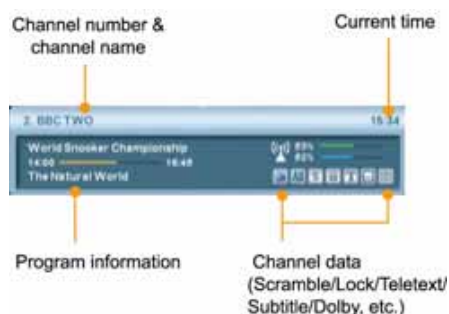 Channel number &
channel name
Current time
2. BBC TWO
15:34
World Snooker Championship
14:00
16:45
The Natural World
Program information
Channel data
(Scramble/Lock/Teletext/
Subtitle/Dolby, etc.)